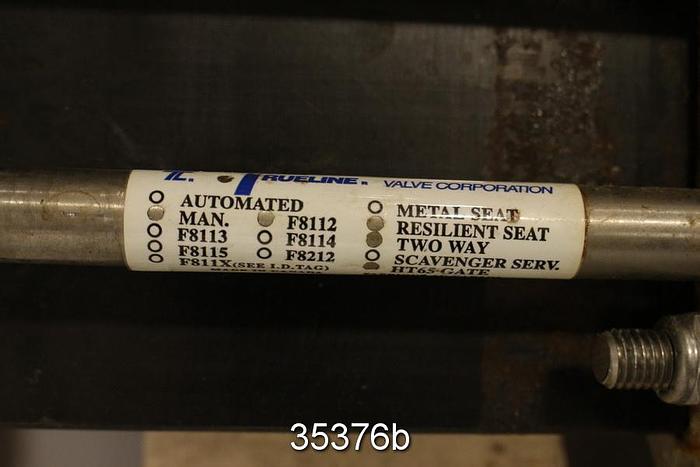 TL. TRUELINE. VALVE CORPORATION
AUTOMATED
MAN. F8112
F8113 F8114
F8115 F8212
F811X (SEE I.D. TAG)
METAL SEAT
RESILIENT SEAT
TWO WAY
SCAVENGER SERV.
HT65-GATE
35376b